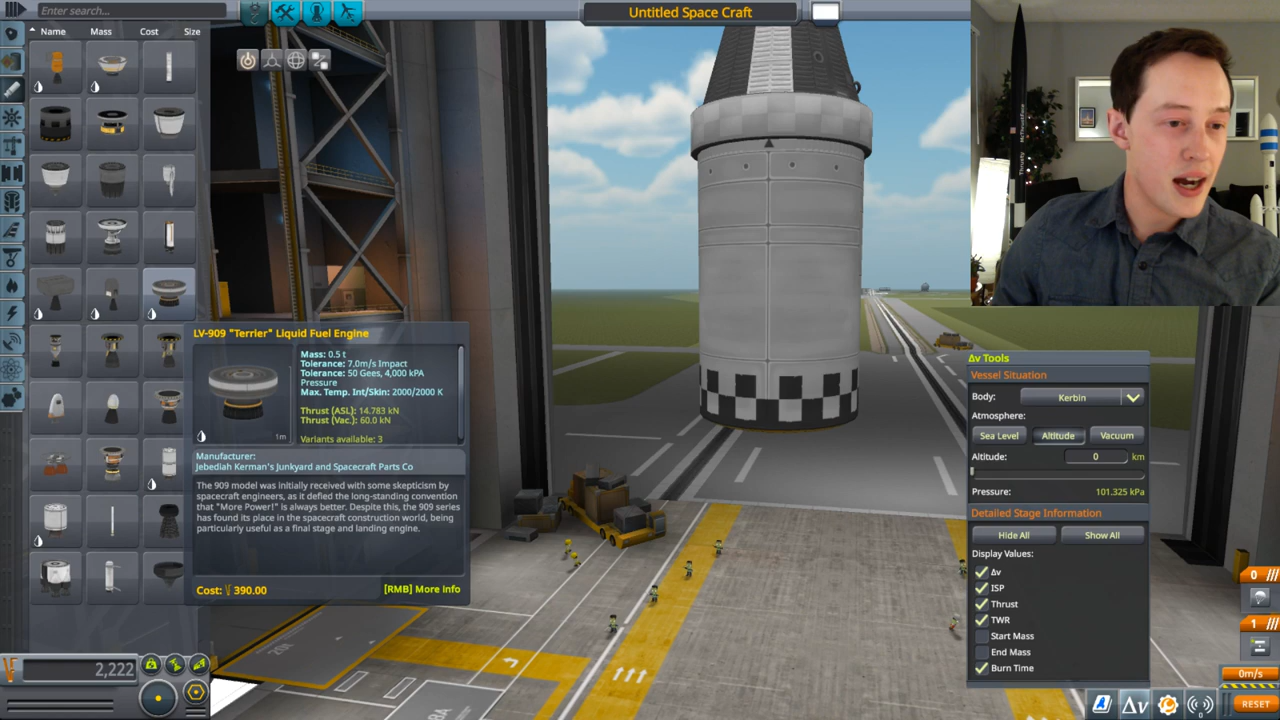 Enter search...
Untitled Space Craft
Name Mass Cost Size
LV-909 "Terrier" Liquid Fuel Engine
Mass: 0.5 t
Tolerance: 7.0m/s Impact
Tolerance: 50 Gees, 4,000 kPA
Pressure
Max. Temp. Int/Skin: 2000/2000 K
Thrust (ASL): 14.783 kN
Thrust (Vac.): 60.0 kN
Variants available: 3
1m
Manufacturer:
Jebediah Kerman's Junkyard and Spacecraft Parts Co
The 909 model was initially received with some skepticism by
spacecraft engineers, as it defied the long-standing convention
that "More Power!" is always better. Despite this, the 909 series
has found its place in the spacecraft construction world, being
particularly useful as a final stage and landing engine.
Cost: 390.00
[RMB] More Info
2,222
Δv Tools
Vessel Situation
Body: Kerbin
Atmosphere:
Sea Level Altitude Vacuum
Altitude: 0 km
Pressure: 101.325 kPA
Detailed Stage Information
Hide All Show All
Display Values:
Δv
ISP
Thrust
TWR
Start Mass
End Mass
Burn Time
0
1
0m/s
Δv
0
RESET